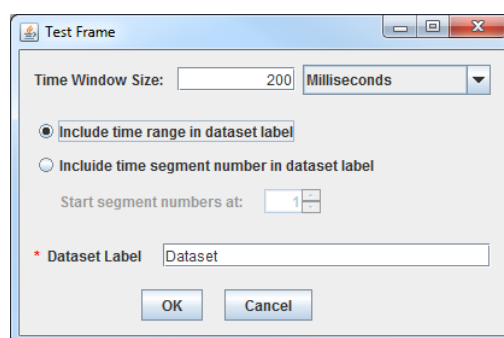 Test Frame
Time Window Size: 200 Milliseconds
Include time range in dataset label
Incluide time segment number in dataset label
Start segment numbers at: 1
* Dataset Label Dataset
OK Cancel